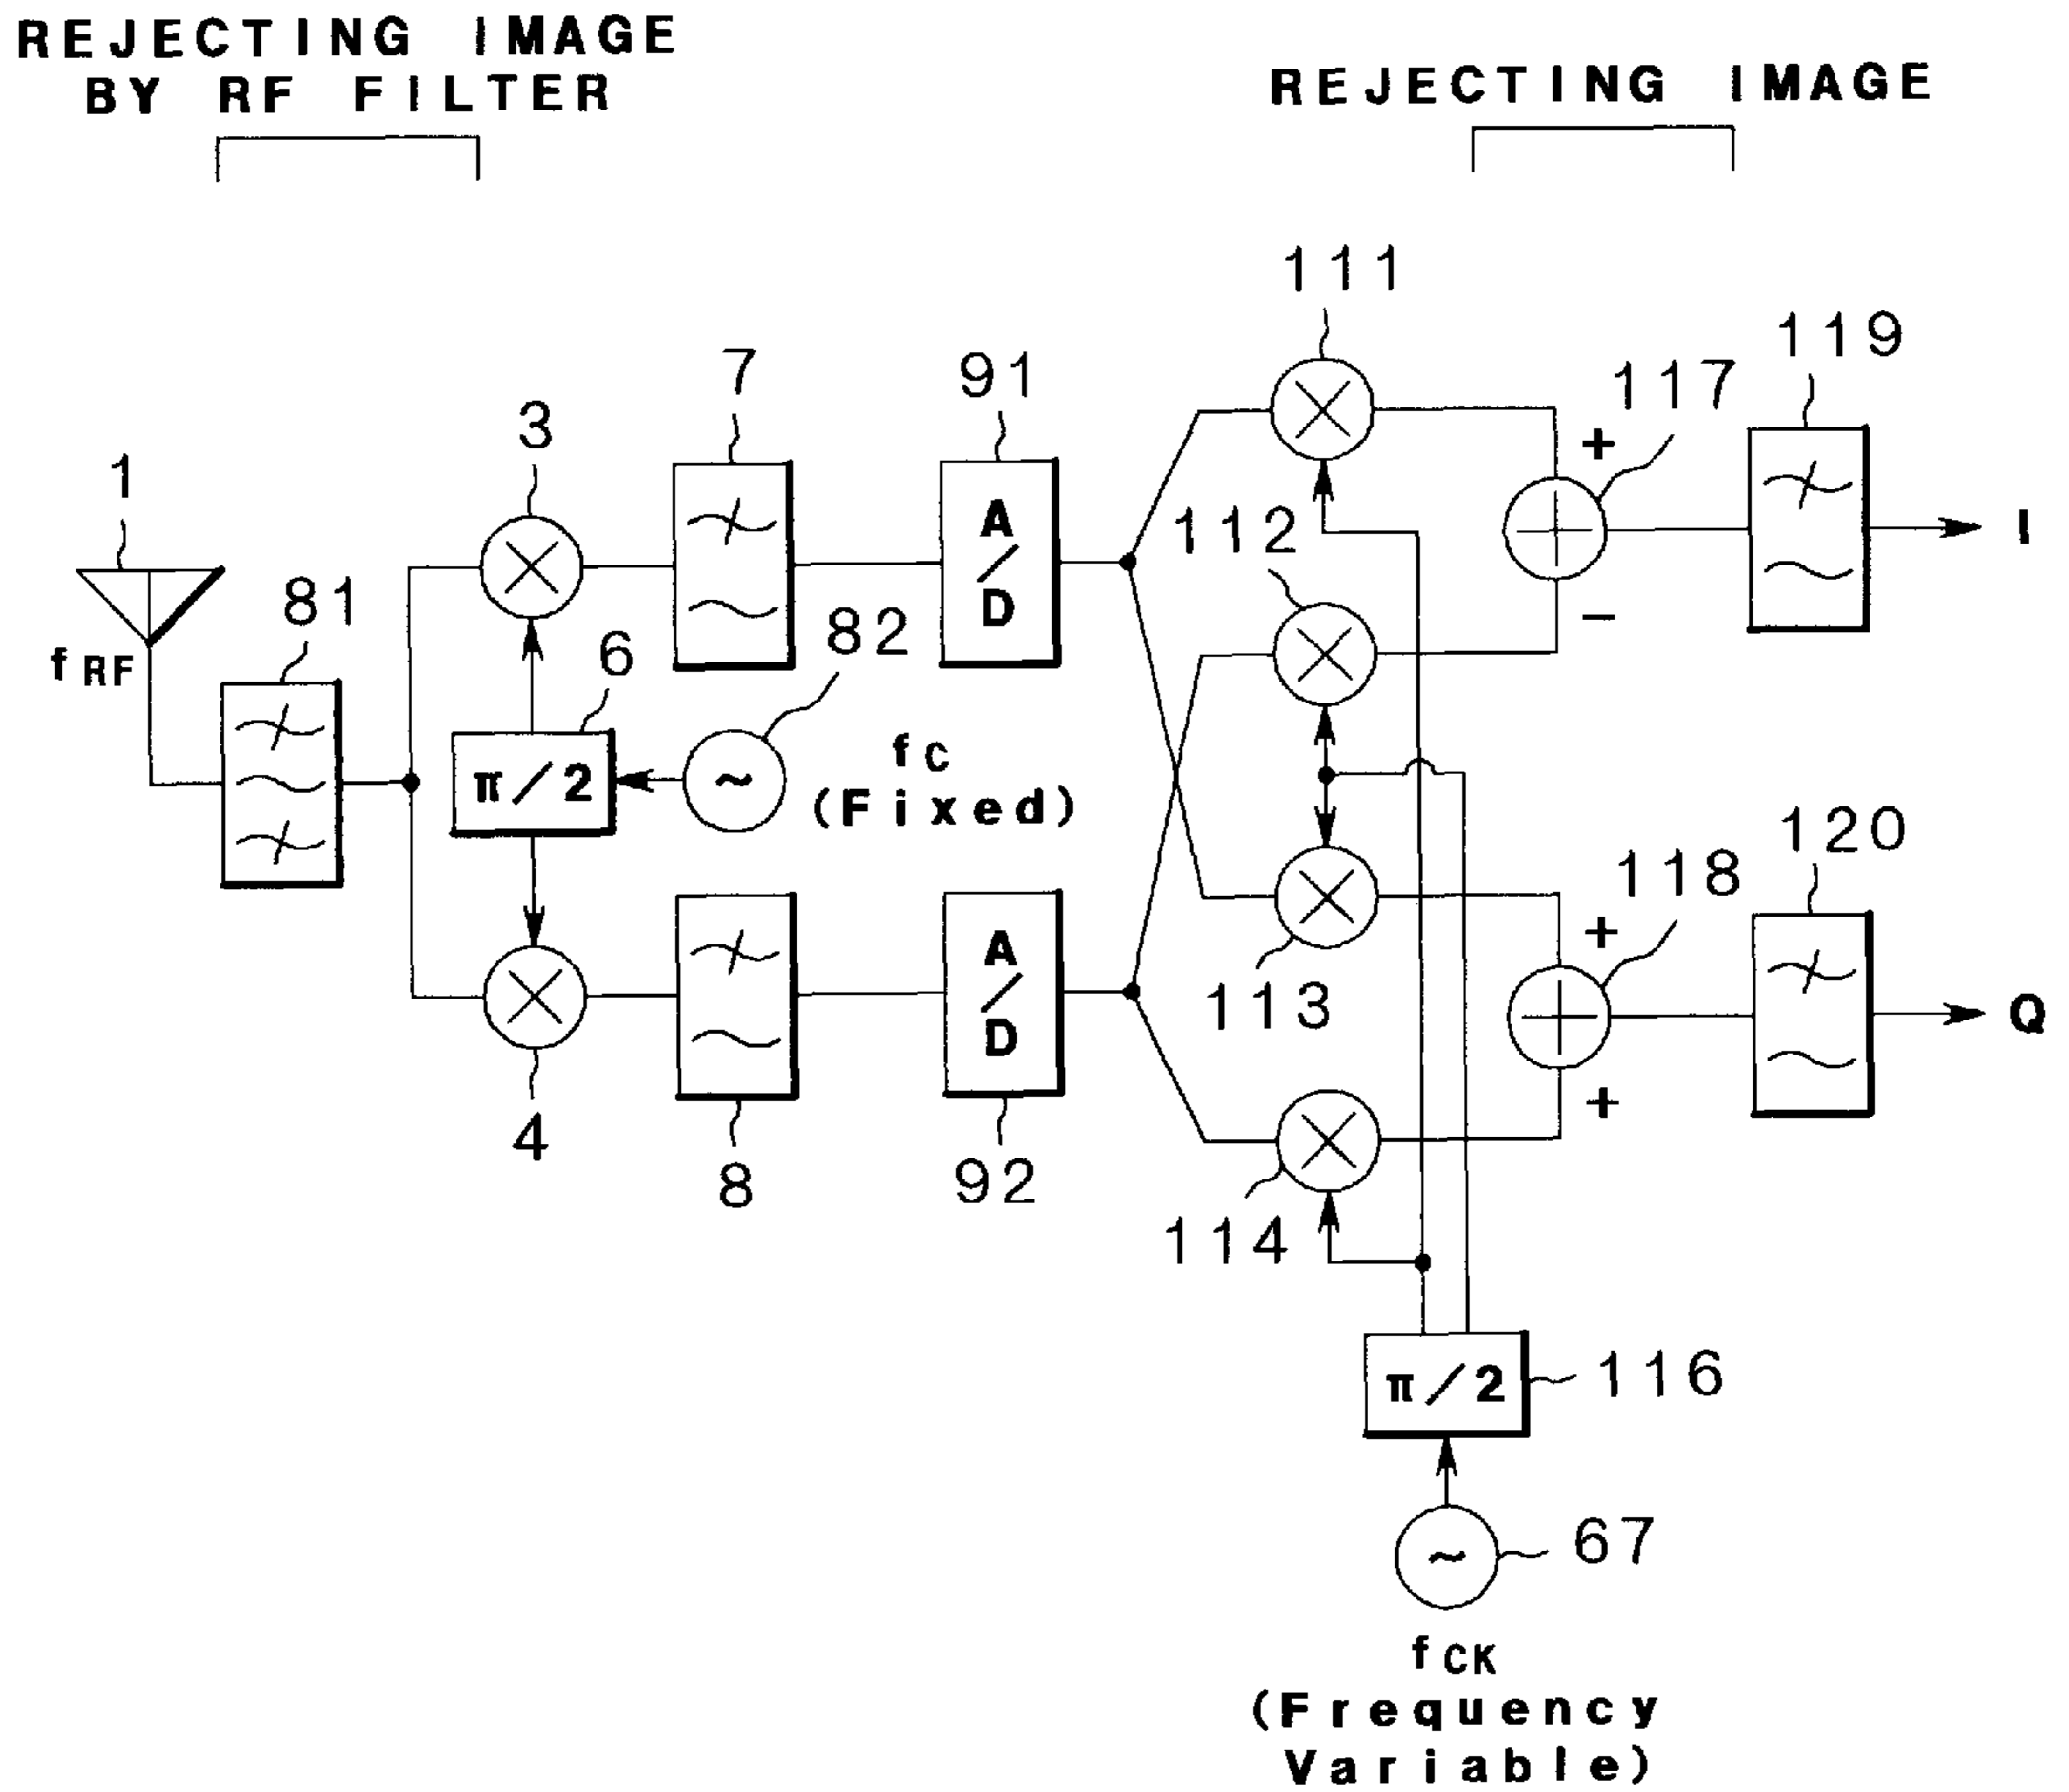 REJECTING IMAGE
BY RF FILTER
REJECTING IMAGE
111
119
117
7
91
3
1
112
A/D
I
81
82
6
fRF
fC
(Fixed)
π/2
~
120
118
113
A/D
Q
4
8
92
114
π/2
116
~
67
fCK
(Frequency
Variable)
+
−
+
+